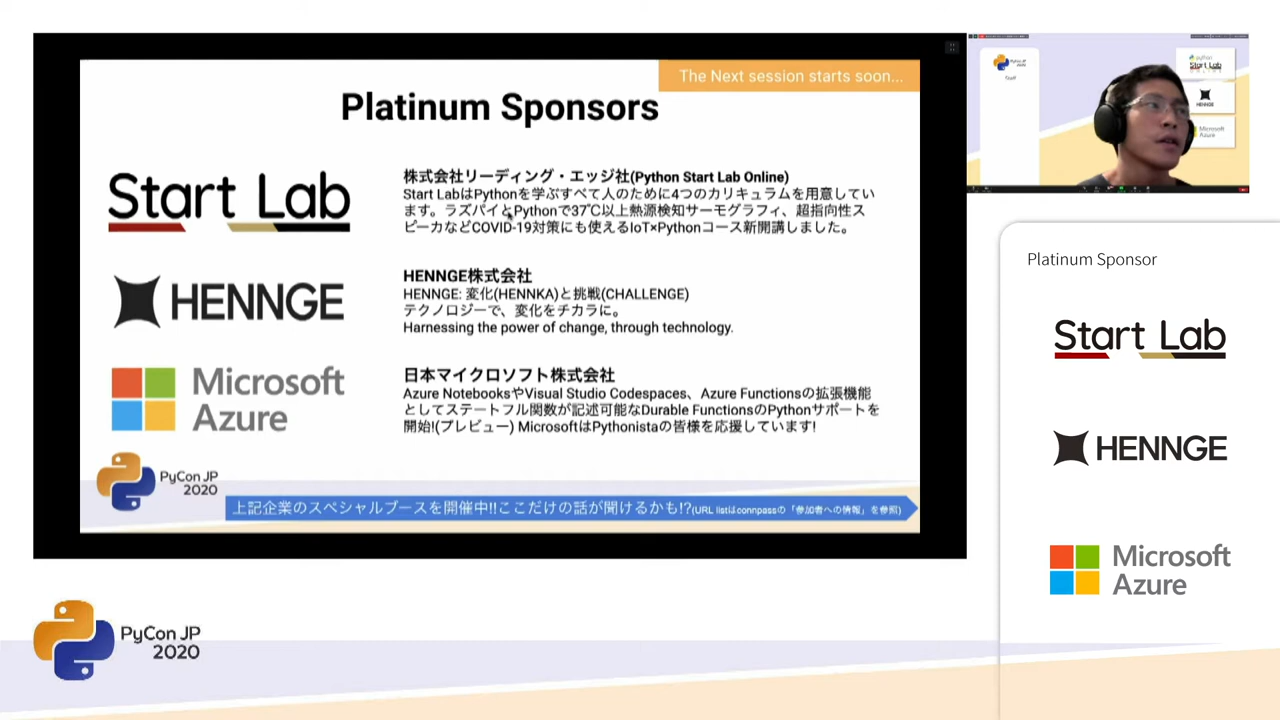 The Next session starts soon...
Platinum Sponsors
Start Lab
株式会社リーディング・エッジ社(Python Start Lab Online)
Start LabはPythonを学ぶすべて人のために4つのカリキュラムを用意してい
ます。ラズパイとPythonで37℃以上熱源検知サーモグラフィ、超指向性ス
ピーカなどCOVID-19対策にも使えるIoT×Pythonコース新開講しました。
HENNGE
HENNGE株式会社
HENNGE: 変化(HENNKA)と挑戦(CHALLENGE)
テクノロジーで、変化をチカラに。
Harnessing the power of change, through technology.
Microsoft
Azure
日本マイクロソフト株式会社
Azure NotebooksやVisual Studio Codespaces、Azure Functionsの拡張機能
としてステートフル関数が記述可能なDurable FunctionsのPythonサポートを
開始!(プレビュー) MicrosoftはPythonistaの皆様を応援しています!
PyCon JP
2020
上記企業のスペシャルブースを開催中!!ここだけの話が聞けるかも!?(URL listはconnpassの「参加者への情報」を参照)
python
Start Lab
ONLINE
HENNGE
Microsoft
Azure
Platinum Sponsor
Start Lab
HENNGE
Microsoft
Azure
PyCon JP
2020